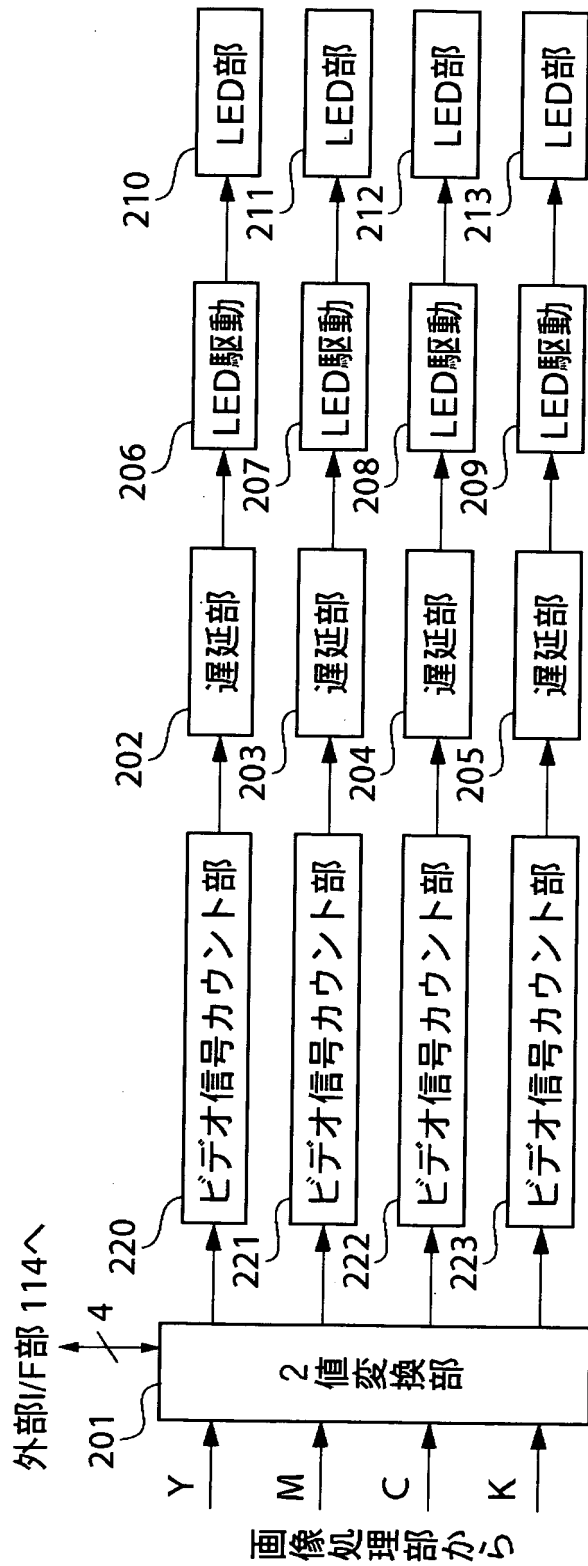 外部I/F部 114へ
4
201
画像処理部から
Y
M
C
K
2値変換部
220
ビデオ信号カウント部
202
遅延部
206
LED駆動
210
LED部
221
ビデオ信号カウント部
203
遅延部
207
LED駆動
211
LED部
222
ビデオ信号カウント部
204
遅延部
208
LED駆動
212
LED部
223
ビデオ信号カウント部
205
遅延部
209
LED駆動
213
LED部